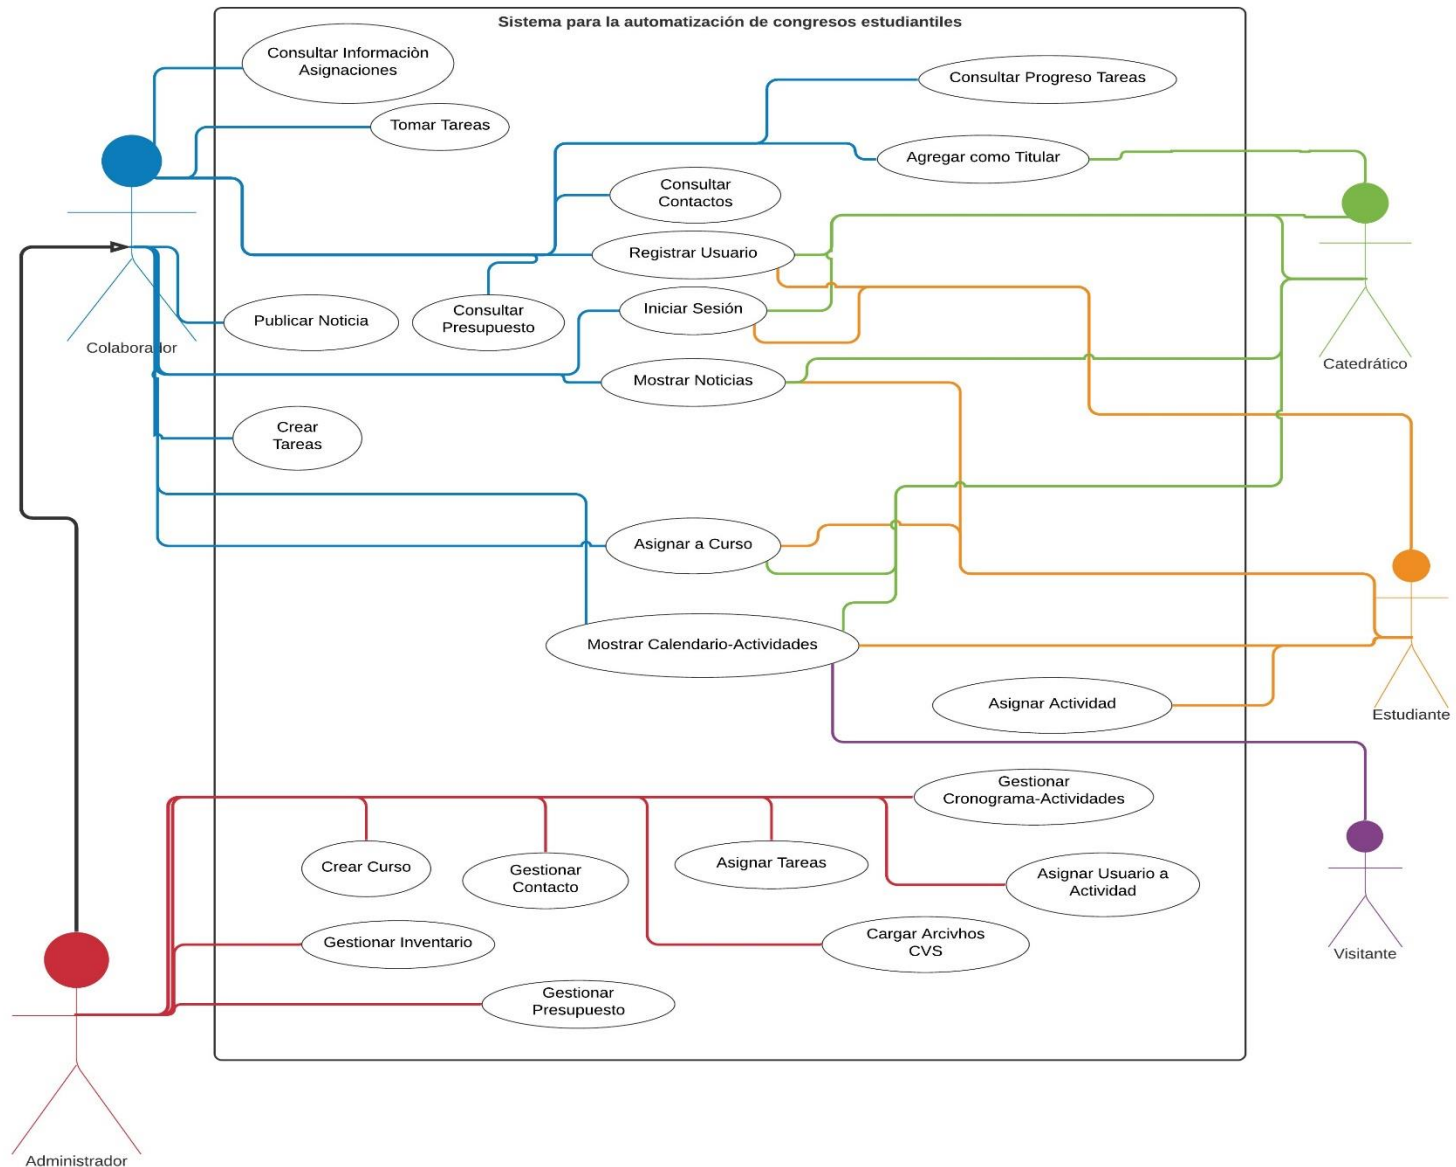 Sistema para la automatización de congresos estudiantiles
Consultar Informaciòn
Asignaciones
Consultar Progreso Tareas
Tomar Tareas
Agregar como Titular
Consultar
Contactos
Registrar Usuario
Iniciar Sesión
Consultar
Presupuesto
Publicar Noticia
Colaborador
Catedrático
Mostrar Noticias
Crear
Tareas
Asignar a Curso
Mostrar Calendario-Actividades
Asignar Actividad
Estudiante
Gestionar
Cronograma-Actividades
Crear Curso
Gestionar
Contacto
Asignar Tareas
Asignar Usuario a
Actividad
Gestionar Inventario
Cargar Arcivhos
CVS
Visitante
Gestionar
Presupuesto
Administrador